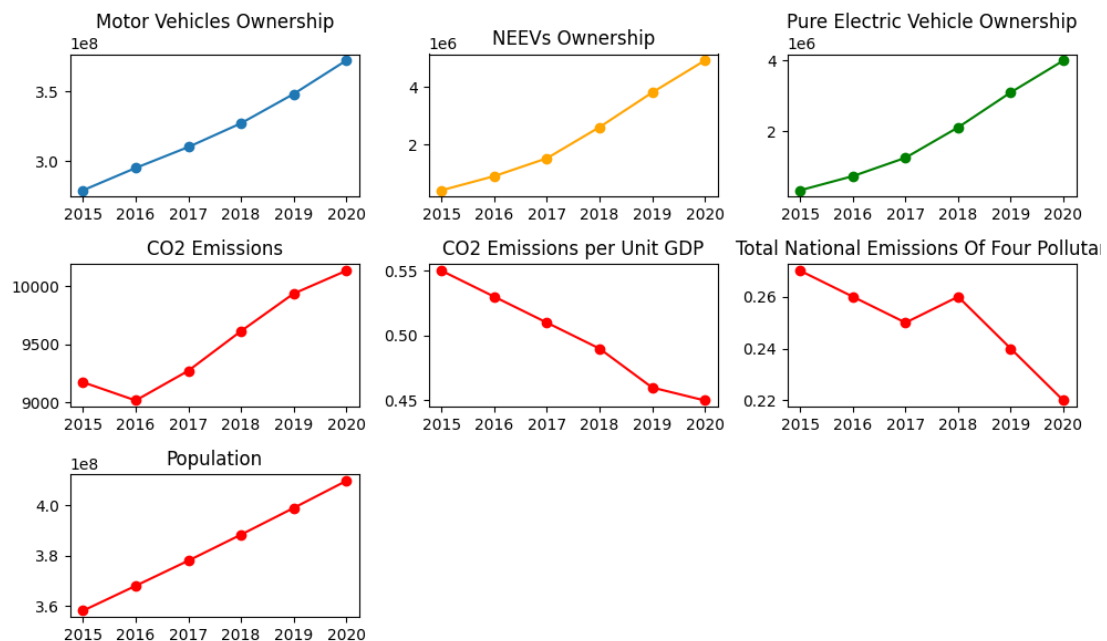 Motor Vehicles Ownership
1e8
3.5
3.0
2015 2016 2017 2018 2019 2020
NEEVs Ownership
1e6
4
2
2015 2016 2017 2018 2019 2020
Pure Electric Vehicle Ownership
1e6
4
2
2015 2016 2017 2018 2019 2020
CO2 Emissions
10000
9500
9000
2015 2016 2017 2018 2019 2020
CO2 Emissions per Unit GDP
0.55
0.50
0.45
2015 2016 2017 2018 2019 2020
Total National Emissions Of Four Polluta
0.26
0.24
0.22
2015 2016 2017 2018 2019 2020
Population
1e8
4.0
3.8
3.6
2015 2016 2017 2018 2019 2020